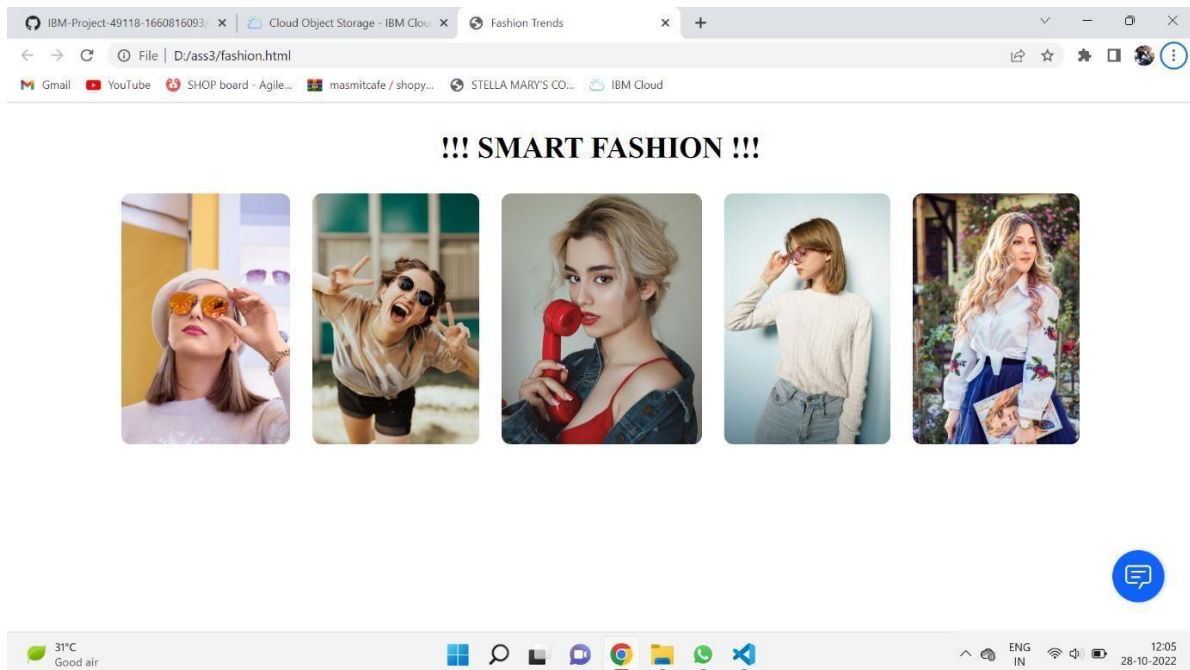 IBM-Project-49118-1660816093/
Cloud Object Storage - IBM Clou
Fashion Trends
File | D:/ass3/fashion.html
Gmail
YouTube
SHOP board - Agile...
masmitcafe / shopy...
STELLA MARY'S CO...
IBM Cloud
!!! SMART FASHION !!!
31°C
Good air
ENG
IN
12:05
28-10-2022